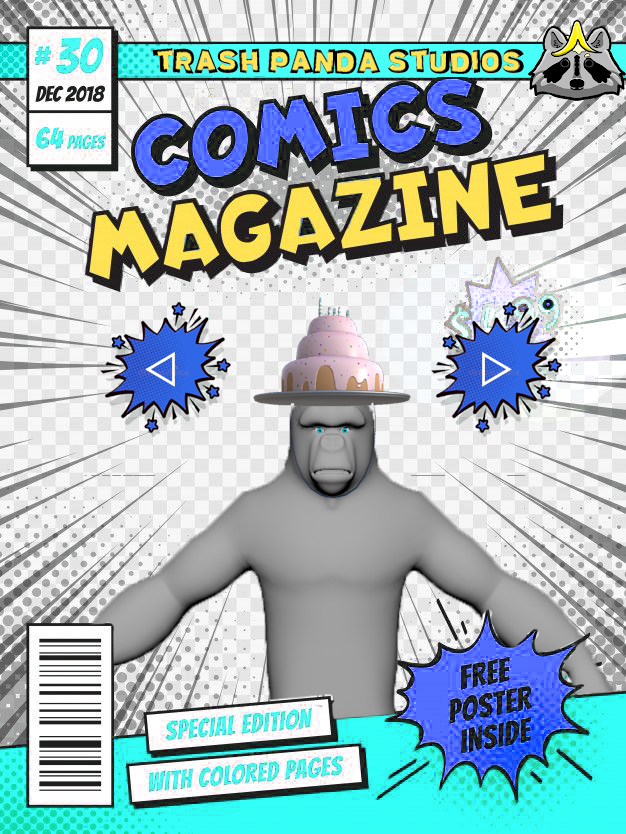 # 30
DEC 2018
64 PAGES
TRASH PANDA STUDIOS
COMICS
MAGAZINE
FREE
POSTER
INSIDE
SPECIAL EDITION
WITH COLORED PAGES